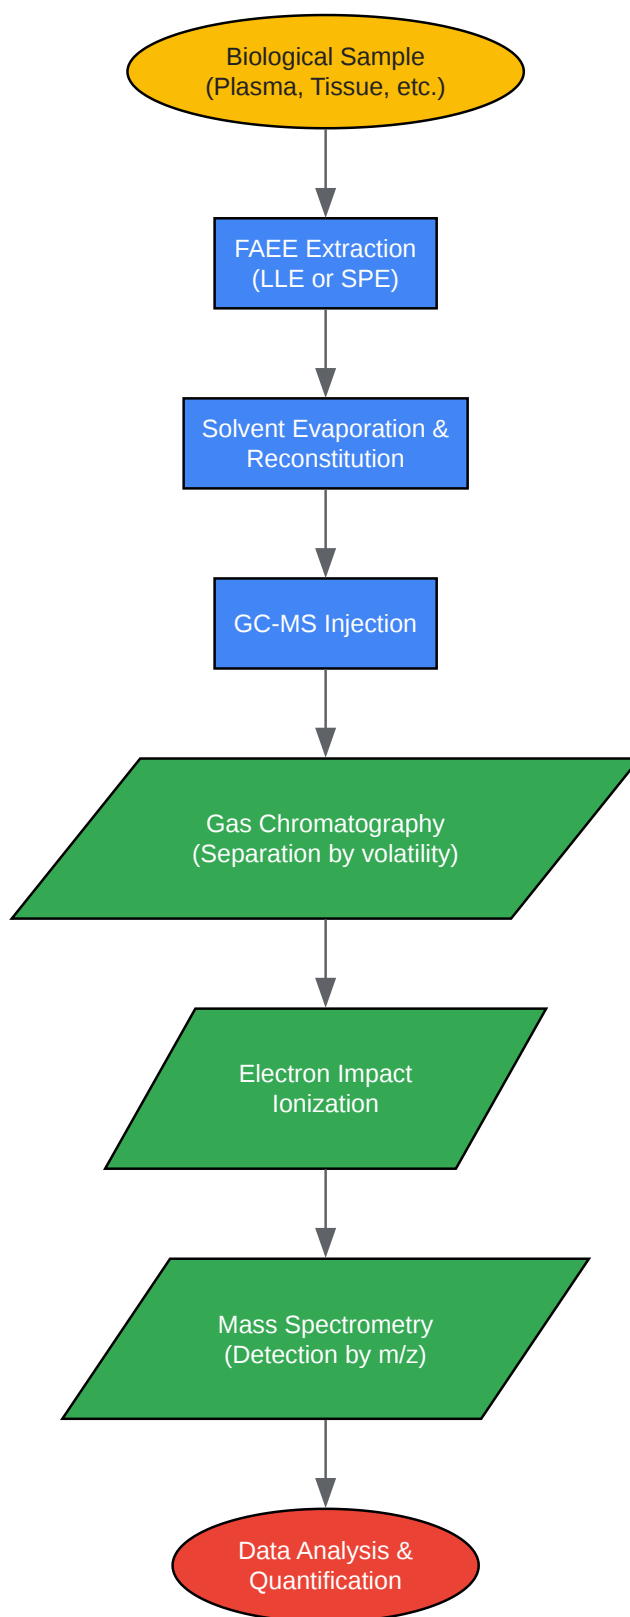 Biological Sample
(Plasma, Tissue, etc.)
FAEE Extraction
(LLE or SPE)
Solvent Evaporation &
Reconstitution
GC-MS Injection
Gas Chromatography
(Separation by volatility)
Electron Impact
Ionization
Mass Spectrometry
(Detection by m/z)
Data Analysis &
Quantification